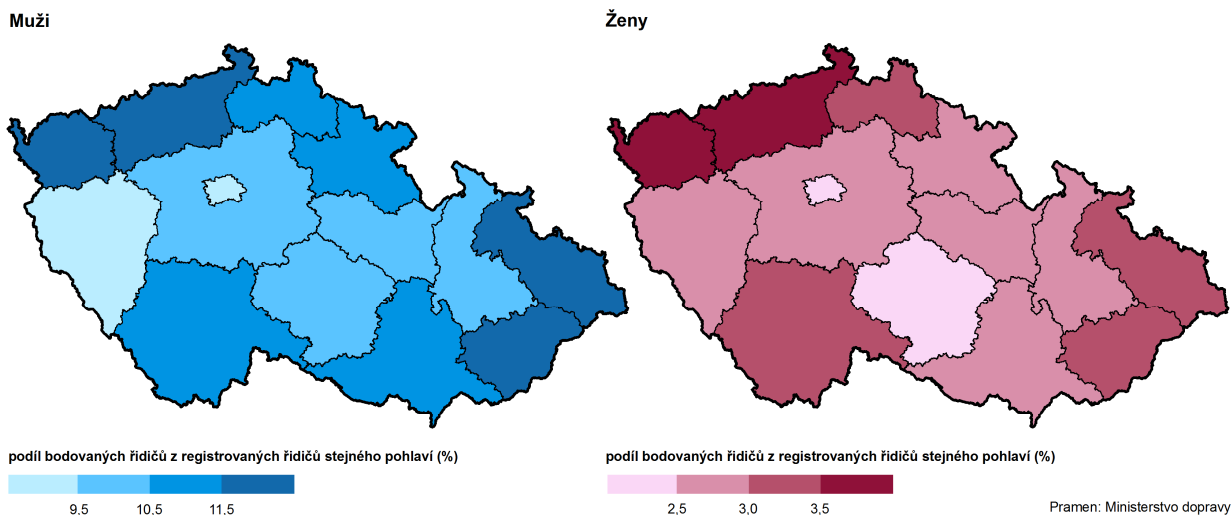 Muži
Ženy
podíl bodovaných řidičů z registrovaných řidičů stejného pohlaví (%)
9.5 10.5 11.5
podíl bodovaných řidičů z registrovaných řidičů stejného pohlaví (%)
2,5 3,0 3,5
Pramen: Ministerstvo dopravy